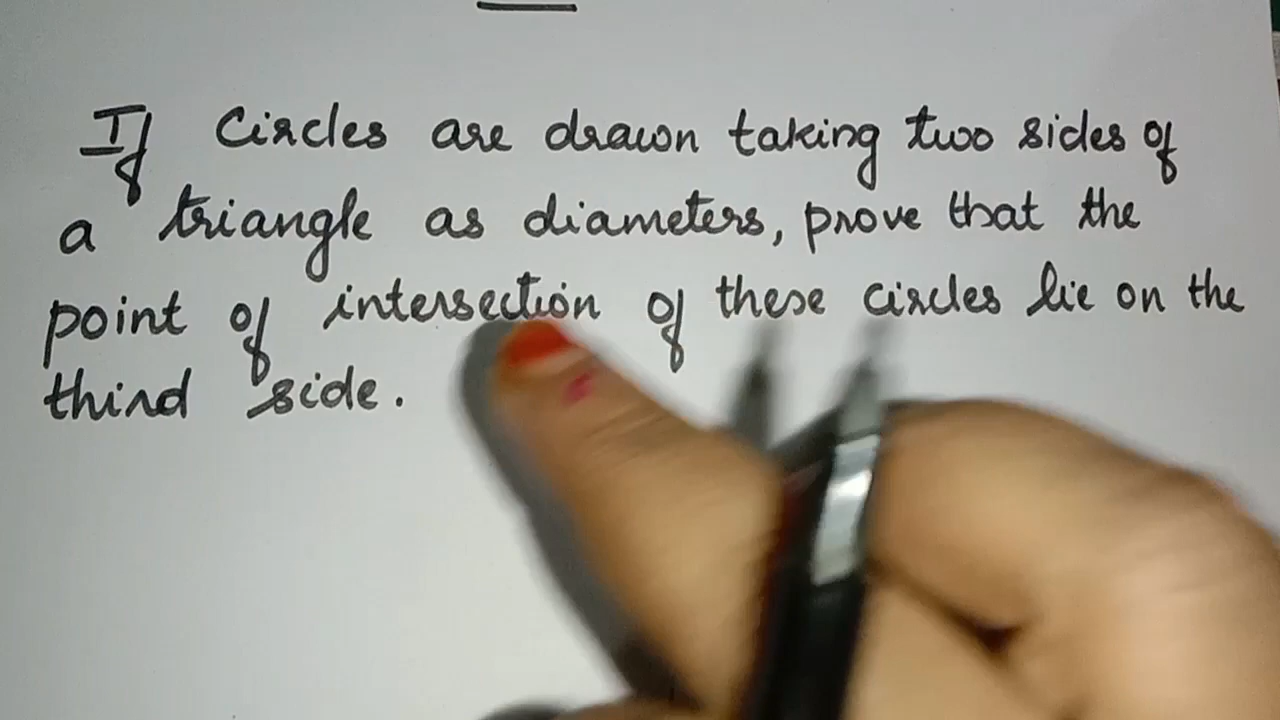 If Circles are drawn taking two sides of
a triangle as diameters, prove that the
point of intersection of these circles lie on the
third side.